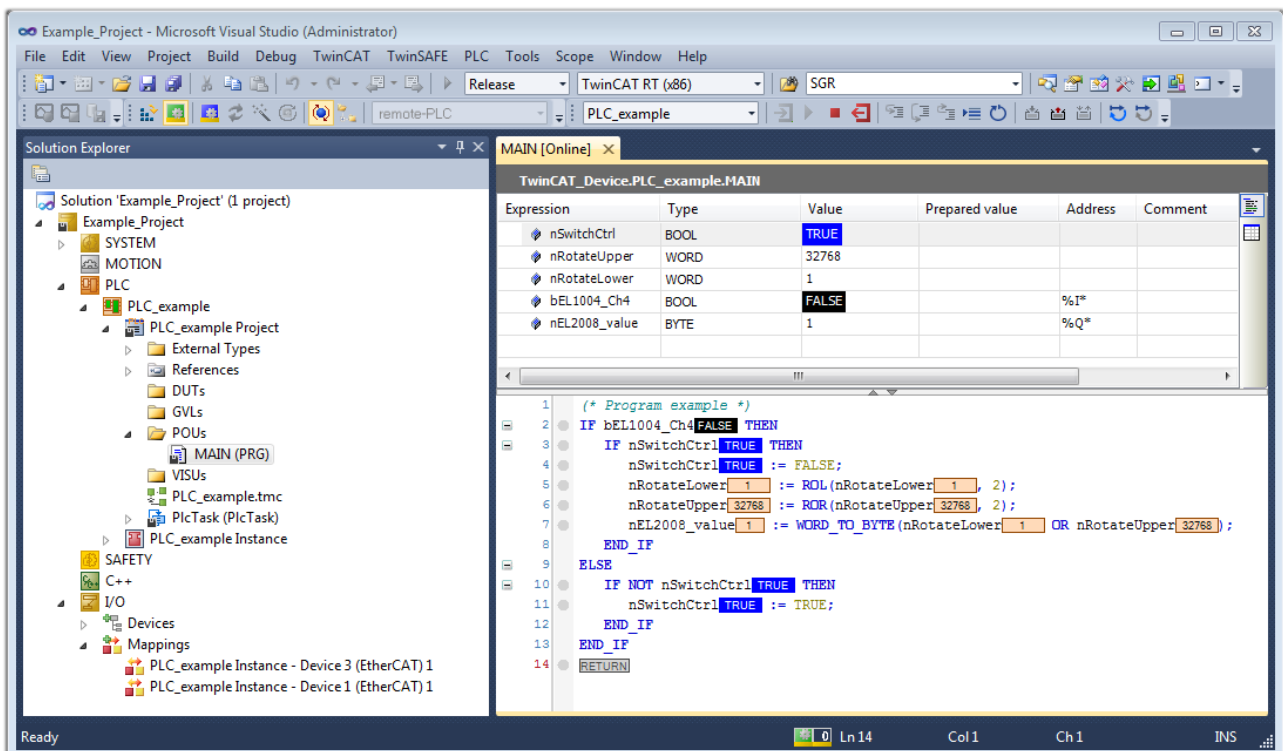 Example_Project - Microsoft Visual Studio (Administrator)
File Edit View Project Build Debug TwinCAT TwinSAFE PLC Tools Scope Window Help
Release TwinCAT RT (x86) SGR
remote-PLC PLC_example
Solution Explorer
Solution 'Example_Project' (1 project)
Example_Project
SYSTEM
MOTION
PLC
PLC_example
PLC_example Project
External Types
References
DUTs
GVLs
POUs
MAIN (PRG)
VISUs
PLC_example.tmc
PlcTask (PlcTask)
PLC_example Instance
SAFETY
C++
I/O
Devices
Mappings
PLC_example Instance - Device 3 (EtherCAT) 1
PLC_example Instance - Device 1 (EtherCAT) 1
MAIN [Online]
TwinCAT_Device.PLC_example.MAIN
Expression Type Value Prepared value Address Comment
nSwitchCtrl BOOL TRUE
nRotateUpper WORD 32768
nRotateLower WORD 1
bEL1004_Ch4 BOOL FALSE %I*
nEL2008_value BYTE 1 %Q*
1 (* Program example *)
2 IF bEL1004_Ch4 FALSE THEN
3 IF nSwitchCtrl TRUE THEN
4 nSwitchCtrl TRUE := FALSE;
5 nRotateLower 1 := ROL(nRotateLower 1 , 2);
6 nRotateUpper 32768 := ROR(nRotateUpper 32768 , 2);
7 nEL2008_value 1 := WORD_TO_BYTE(nRotateLower 1 OR nRotateUpper 32768 );
8 END_IF
9 ELSE
10 IF NOT nSwitchCtrl TRUE THEN
11 nSwitchCtrl TRUE := TRUE;
12 END_IF
13 END_IF
14 RETURN
Ready 0 Ln 14 Col 1 Ch 1 INS